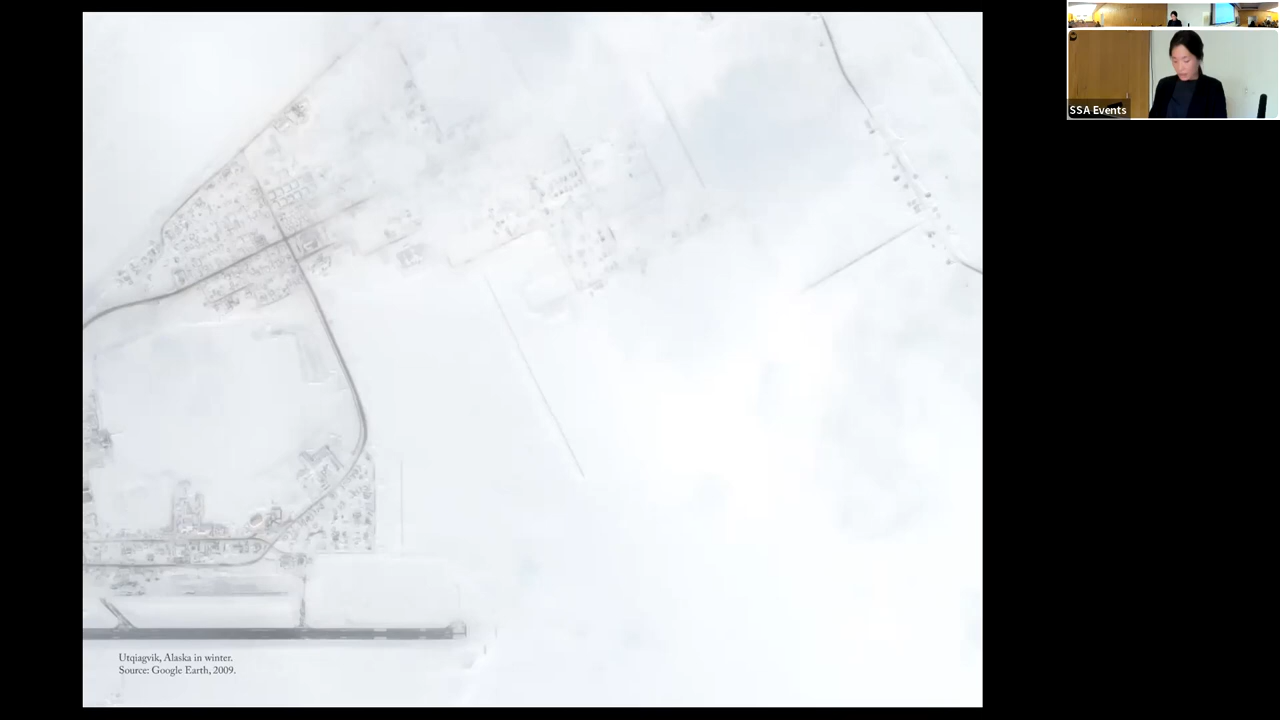 SSA Events
Utqiagvik, Alaska in winter.
Source: Google Earth, 2009.